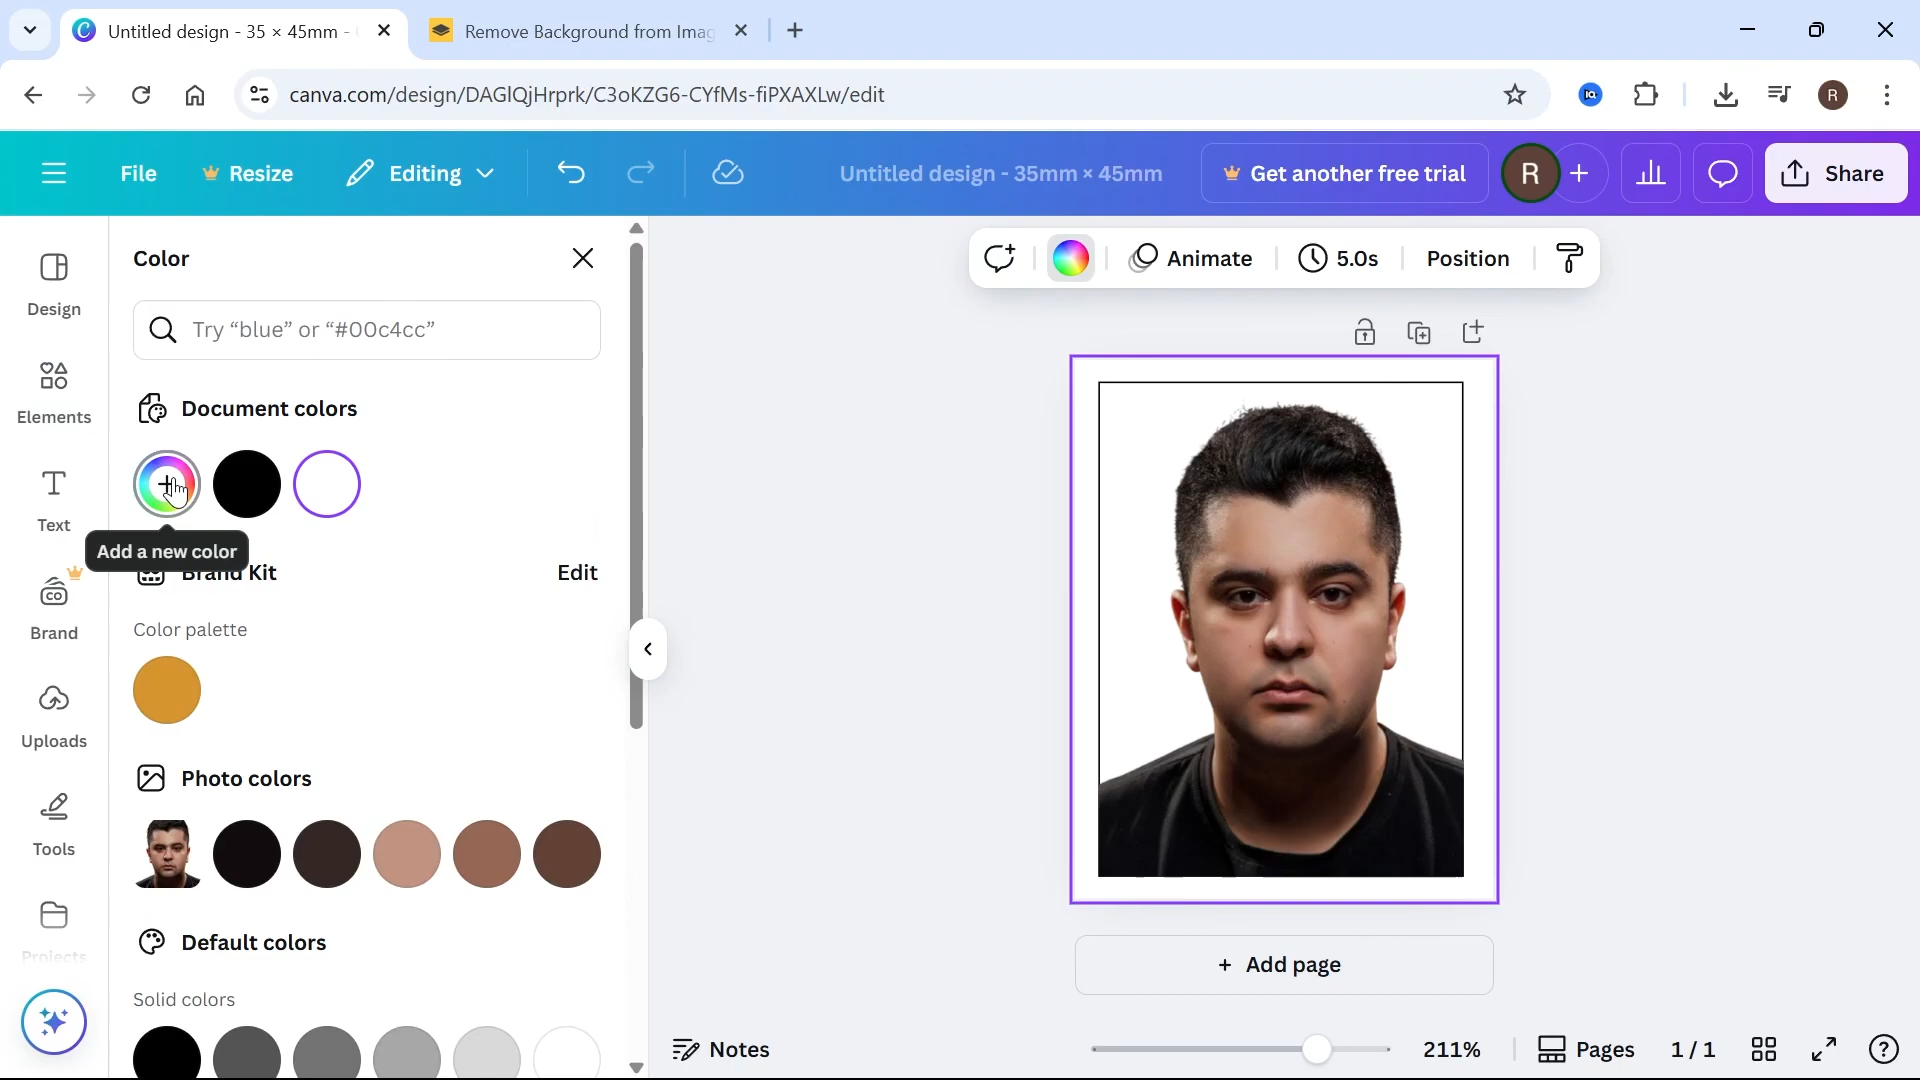 Untitled design - 35 × 45mm -
Remove Background from Imag
canva.com/design/DAGlQjHrprk/C3oKZG6-CYfMs-fiPXAXLw/edit
R
File
Resize
Editing
Untitled design - 35mm × 45mm
Get another free trial
R
Share
Design
Elements
Text
Brand
Uploads
Tools
Projects
Color
Try “blue” or “#00c4cc”
Document colors
Add a new color
Brand Kit
Edit
Color palette
Photo colors
Default colors
Solid colors
Animate
5.0s
Position
+ Add page
Notes
211%
Pages
1 / 1